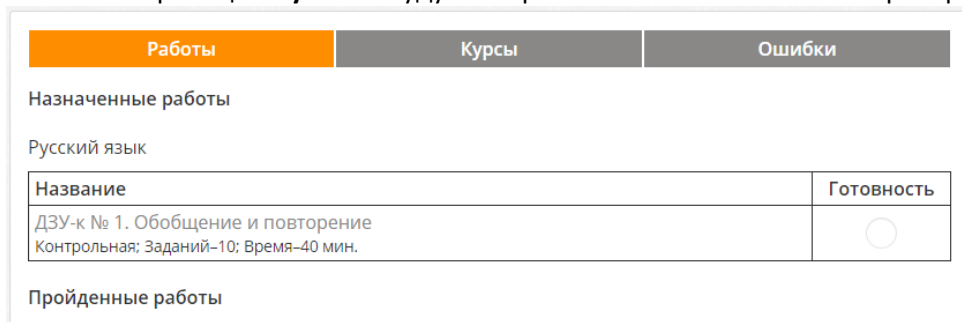 Работы Курсы Ошибки
Назначенные работы
Русский язык
Название Готовность
ДЗУ-к № 1. Обобщение и повторение
Контрольная; Заданий–10; Время–40 мин.
Пройденные работы